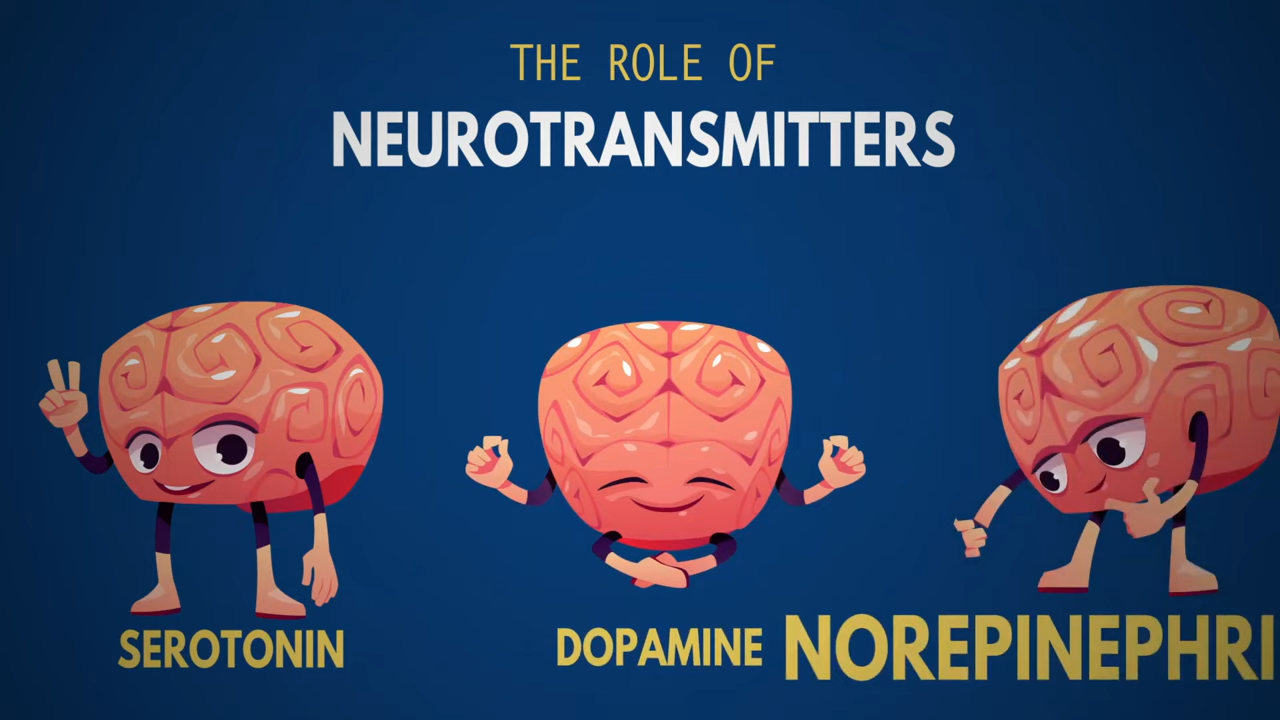 THE ROLE OF
NEUROTRANSMITTERS
SEROTONIN
DOPAMINE
NOREPINEPHRI